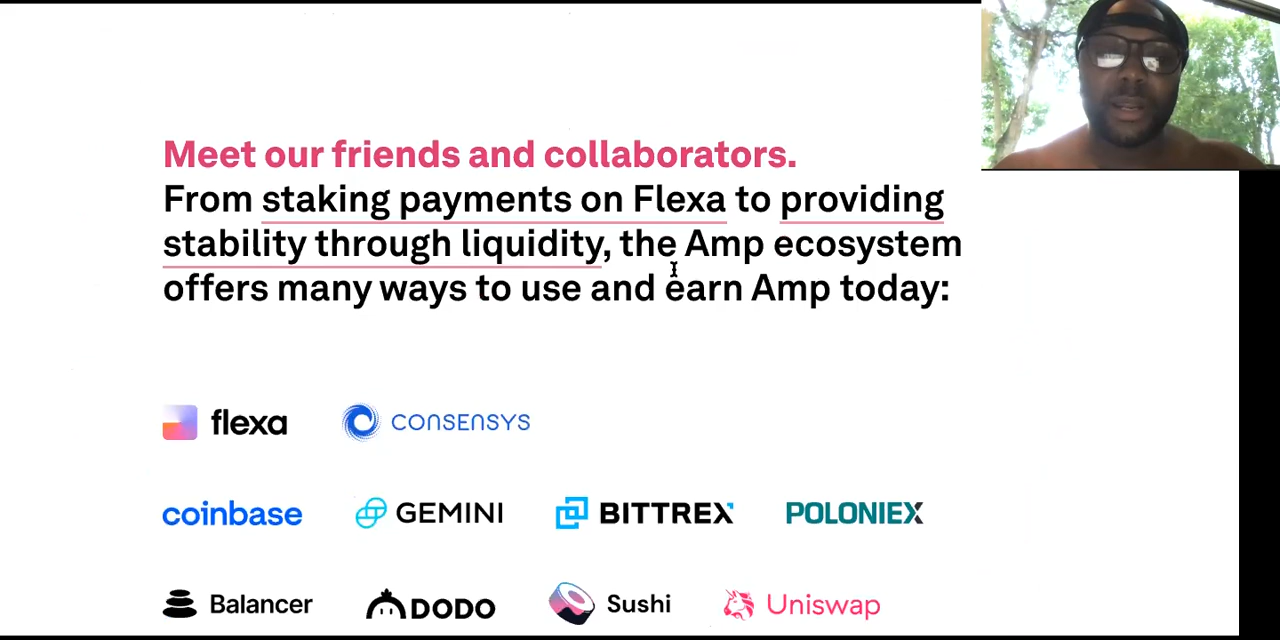 Meet our friends and collaborators.
From staking payments on Flexa to providing
stability through liquidity, the Amp ecosystem
offers many ways to use and earn Amp today:
flexa CONSENSYS
coinbase GEMINI BITTREX POLONIEX
Balancer DODO Sushi Uniswap